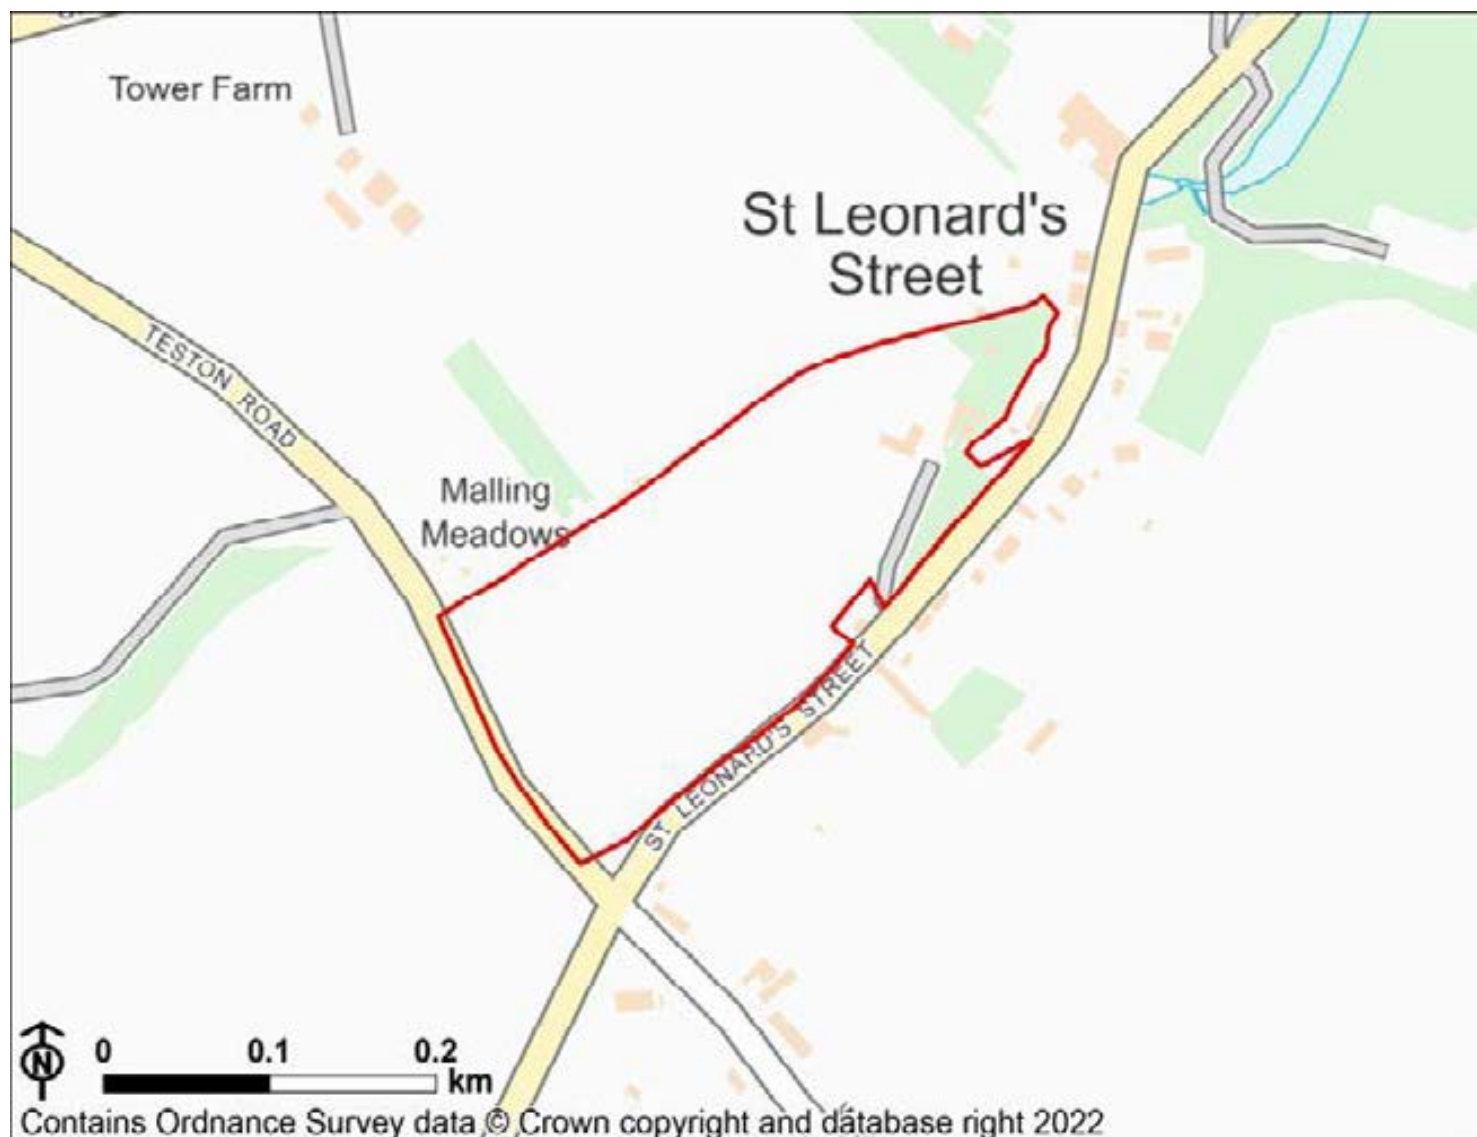 Tower Farm
St Leonard's
Street
TESTON ROAD
Malling
Meadows
ST LEONARD'S STREET
N
0 0.1 0.2
km
Contains Ordnance Survey data © Crown copyright and database right 2022